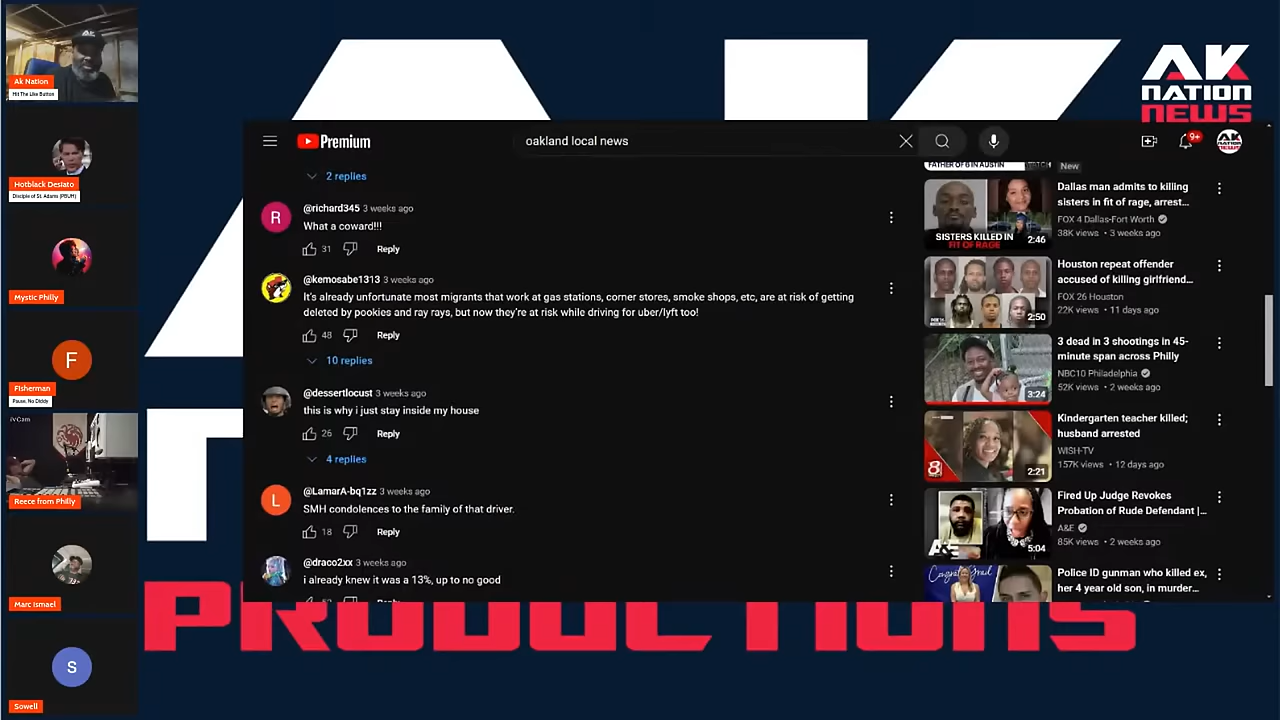 Ak Nation
Hit The Like Button
Hotblack Desiato
Disciple of St. Adams (PBUH)
Mystic Philly
F
Fisherman
Pause, No Diddy
iVCam
Reece from Philly
Marc Ismael
S
Sowell
AK
NATION
NEWS
Premium
oakland local news
9+
2 replies
R
@richard345 3 weeks ago
What a coward!!!
31 Reply
@kemosabe1313 3 weeks ago
It's already unfortunate most migrants that work at gas stations, corner stores, smoke shops, etc, are at risk of getting
deleted by pookies and ray rays, but now they're at risk while driving for uber/lyft too!
48 Reply
10 replies
@dessertlocust 3 weeks ago
this is why i just stay inside my house
26 Reply
4 replies
L
@LamarA-bq1zz 3 weeks ago
SMH condolences to the family of that driver.
18 Reply
@draco2xx 3 weeks ago
i already knew it was a 13%, up to no good
FATHER OF 6 IN AUSTIN
New
SISTERS KILLED IN
FIT OF RAGE
2:46
Dallas man admits to killing
sisters in fit of rage, arrest...
FOX 4 Dallas-Fort Worth
38K views • 3 weeks ago
2:50
Houston repeat offender
accused of killing girlfriend...
FOX 26 Houston
22K views • 11 days ago
3:24
3 dead in 3 shootings in 45-
minute span across Philly
NBC10 Philadelphia
52K views • 2 weeks ago
8
2:21
Kindergarten teacher killed;
husband arrested
WISH-TV
157K views • 12 days ago
A&E
5:04
Fired Up Judge Revokes
Probation of Rude Defendant |...
A&E
85K views • 2 weeks ago
Congrats Grad
Police ID gunman who killed ex,
her 4 year old son, in murder...
PRODUCTIONS